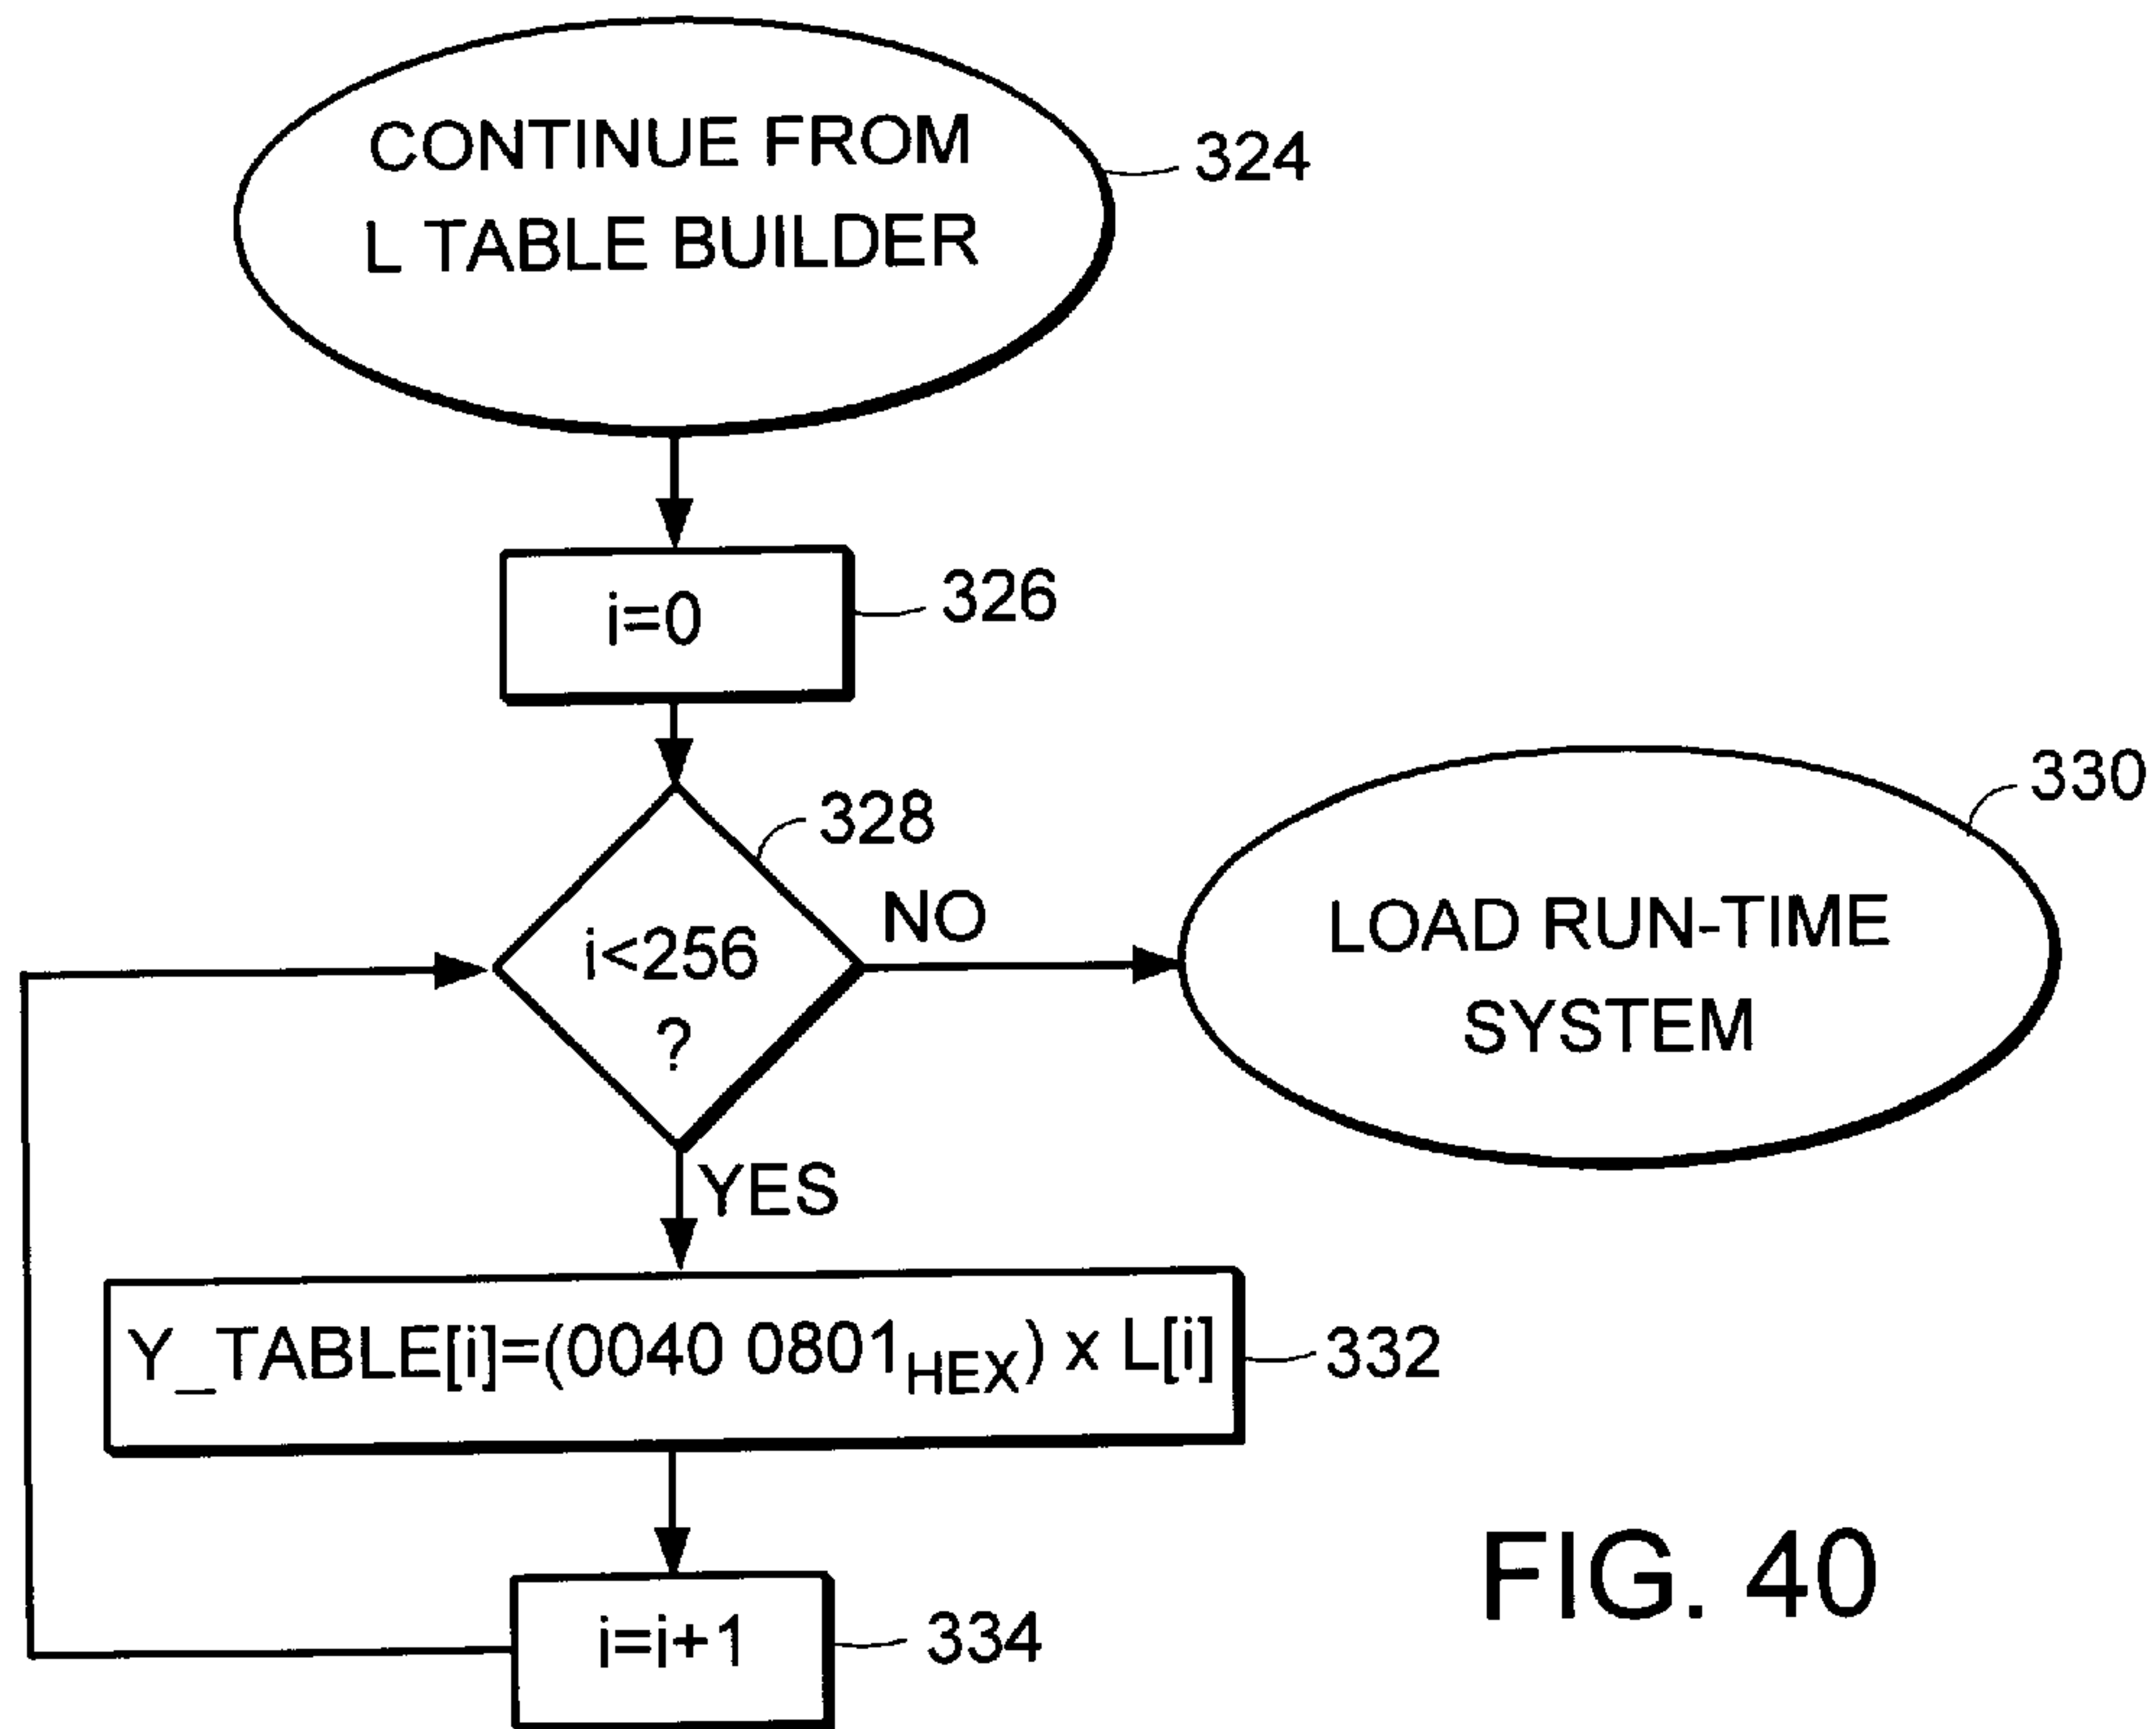 CONTINUE FROM
L TABLE BUILDER
324
i=0
326
328
i<256
?
NO
330
LOAD RUN-TIME
SYSTEM
YES
Y_TABLE[i]=(0040 0801HEX) x L[i]
332
i=i+1
334
FIG. 40